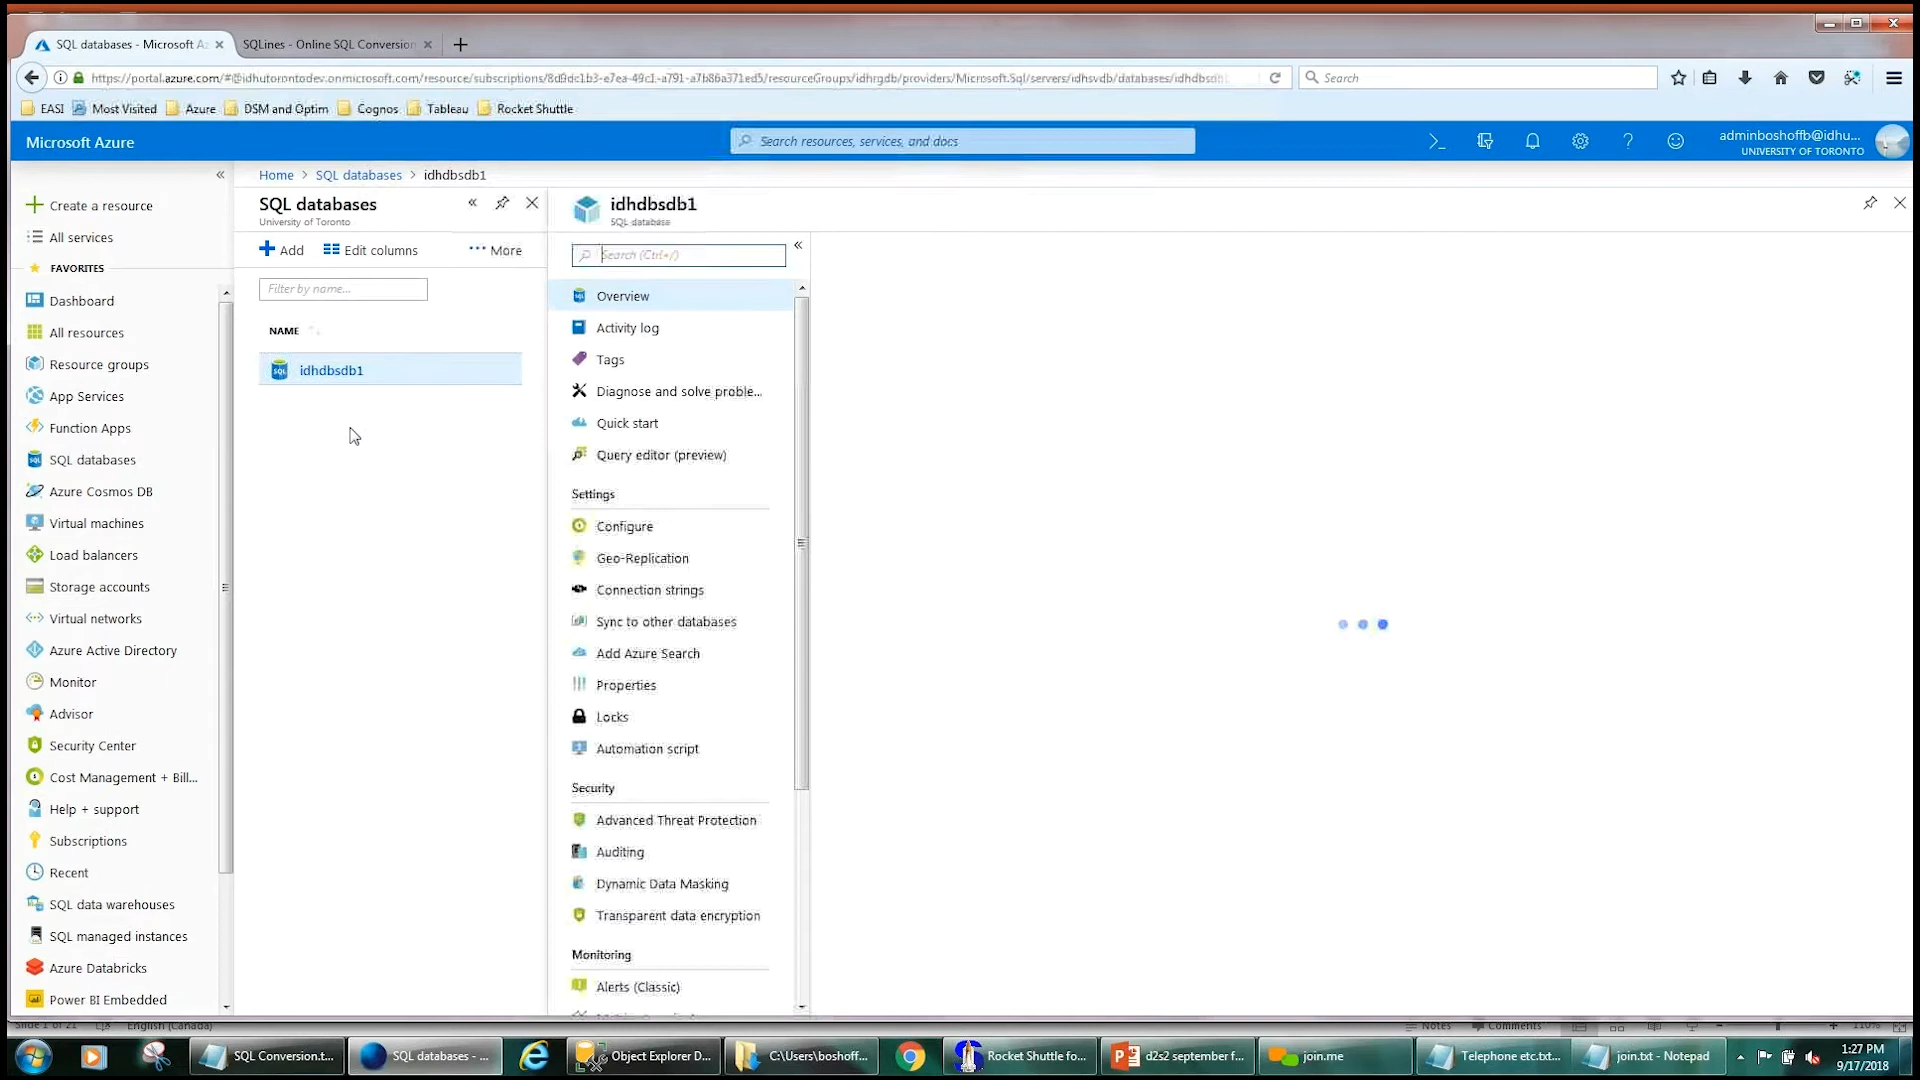 SQL databases - Microsoft Az
SQLines - Online SQL Conversion
https://portal.azure.com/#@idhutorontodev.onmicrosoft.com/resource/subscriptions/8d9dc1b3-e7ea-49c1-a791-a7b86a371ed5/resourceGroups/idhrgdb/providers/Microsoft.Sql/servers/idhsvdb/databases/idhdbsdb1
Search
EASI
Most Visited
Azure
DSM and Optim
Cognos
Tableau
Rocket Shuttle
Microsoft Azure
Search resources, services, and docs
adminboshoffb@idhu...
UNIVERSITY OF TORONTO
Home > SQL databases > idhdbsdb1
Create a resource
All services
FAVORITES
Dashboard
All resources
Resource groups
App Services
Function Apps
SQL databases
Azure Cosmos DB
Virtual machines
Load balancers
Storage accounts
Virtual networks
Azure Active Directory
Monitor
Advisor
Security Center
Cost Management + Bill...
Help + support
Subscriptions
Recent
SQL data warehouses
SQL managed instances
Azure Databricks
Power BI Embedded
SQL databases
University of Toronto
Add
Edit columns
More
Filter by name...
NAME
idhdbsdb1
idhdbsdb1
SQL database
Search (Ctrl+/)
Overview
Activity log
Tags
Diagnose and solve proble...
Quick start
Query editor (preview)
Settings
Configure
Geo-Replication
Connection strings
Sync to other databases
Add Azure Search
Properties
Locks
Automation script
Security
Advanced Threat Protection
Auditing
Dynamic Data Masking
Transparent data encryption
Monitoring
Alerts (Classic)
Slide 1 of 21
English (Canada)
Notes
Comments
110%
SQL Conversion.t...
SQL databases - ...
Object Explorer D...
C:\Users\boshoff...
Rocket Shuttle fo...
d2s2 september f...
join.me
Telephone etc.txt...
join.txt - Notepad
1:27 PM
9/17/2018